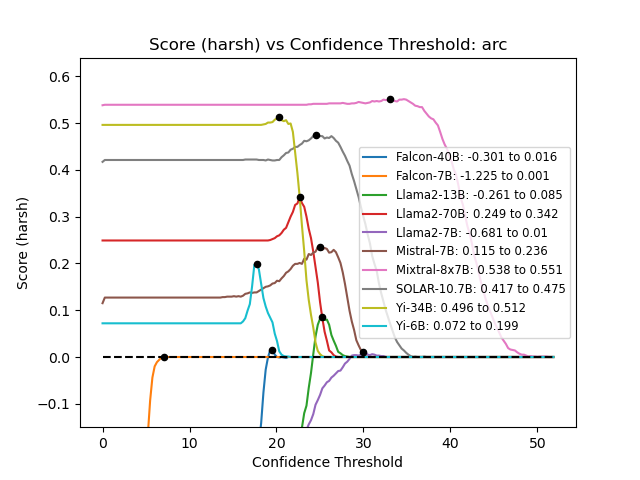 Score (harsh) vs Confidence Threshold: arc
Score (harsh)
0.6
0.5
0.4
0.3
0.2
0.1
0.0
−0.1
Falcon-40B: -0.301 to 0.016
Falcon-7B: -1.225 to 0.001
Llama2-13B: -0.261 to 0.085
Llama2-70B: 0.249 to 0.342
Llama2-7B: -0.681 to 0.01
Mistral-7B: 0.115 to 0.236
Mixtral-8x7B: 0.538 to 0.551
SOLAR-10.7B: 0.417 to 0.475
Yi-34B: 0.496 to 0.512
Yi-6B: 0.072 to 0.199
0 10 20 30 40 50
Confidence Threshold